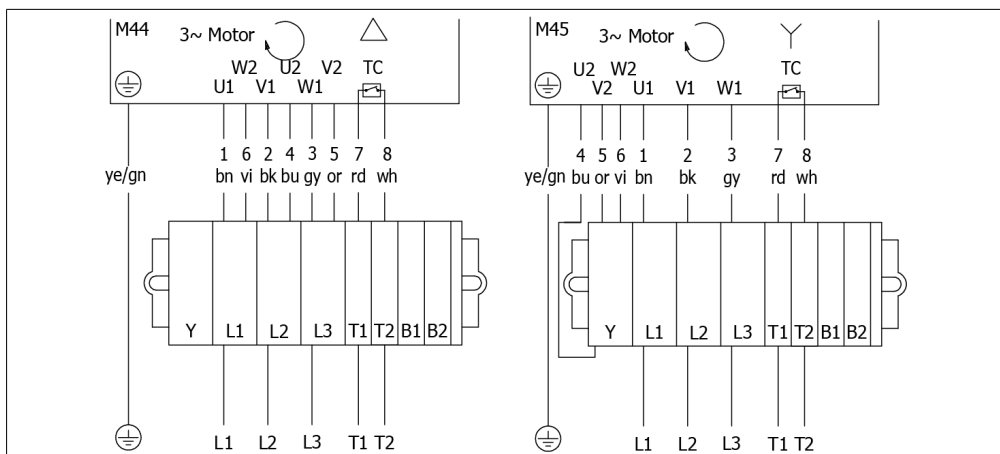 M44
3~ Motor
W2 U2 V2 TC
U1 V1 W1
1 6 2 4 3 5 7 8
ye/gn bn vi bk bu gy or rd wh
Y L1 L2 L3 T1 T2 B1 B2
L1 L2 L3 T1 T2
M45
3~ Motor
U2 W2 TC
V2 U1 V1 W1
4 5 6 1 2 3 7 8
ye/gn bu or vi bn bk gy rd wh
Y L1 L2 L3 T1 T2 B1 B2
L1 L2 L3 T1 T2